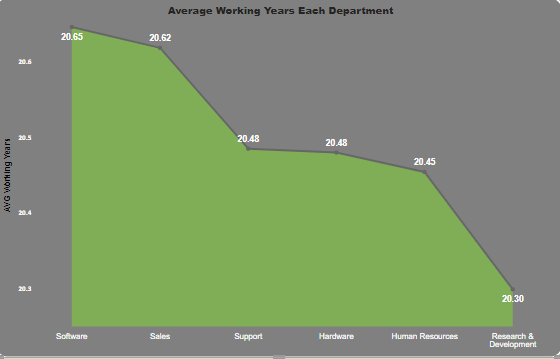 Average Working Years Each Department
20.65
20.62
20.6
20.5
20.48
20.48
20.45
AVG Working Years
20.4
20.3
20.30
Software
Sales
Support
Hardware
Human Resources
Research &
Development